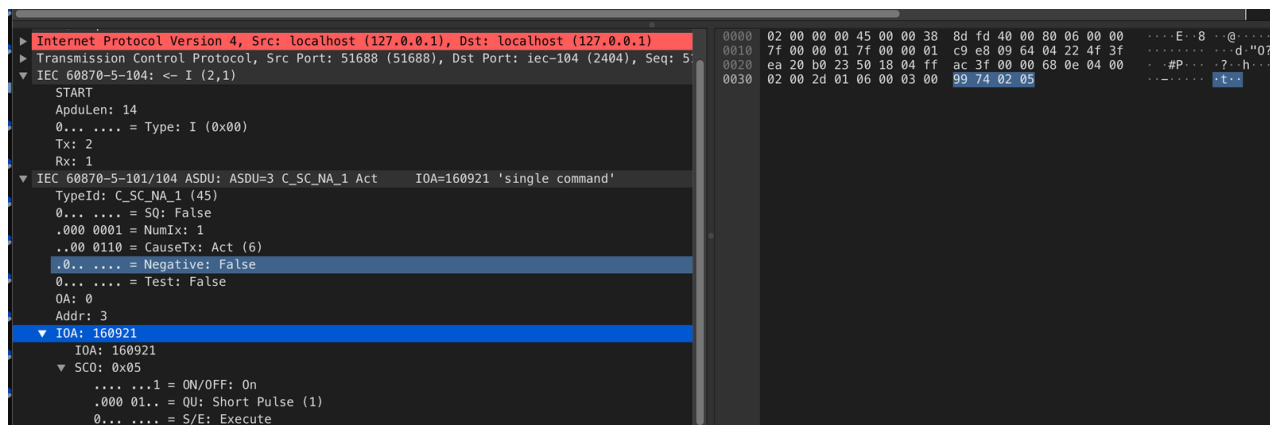 Internet Protocol Version 4, Src: localhost (127.0.0.1), Dst: localhost (127.0.0.1)
Transmission Control Protocol, Src Port: 51688 (51688), Dst Port: iec-104 (2404), Seq:
IEC 60870-5-104: <- I (2,1)
START
ApduLen: 14
0... .... = Type: I (0x00)
Tx: 2
Rx: 1
IEC 60870-5-101/104 ASDU: ASDU=3 C_SC_NA_1 Act IOA=160921 'single command'
TypeId: C_SC_NA_1 (45)
0... .... = SQ: False
.000 0001 = NumIx: 1
..00 0110 = CauseTx: Act (6)
.0.. .... = Negative: False
0... .... = Test: False
OA: 0
Addr: 3
IOA: 160921
IOA: 160921
SCO: 0x05
.... ...1 = ON/OFF: On
.000 01.. = QU: Short Pulse (1)
0... .... = S/E: Execute
0000 02 00 00 00 45 00 00 38 8d fd 40 00 80 06 00 00 ····E··8 ··@·····
0010 7f 00 00 01 7f 00 00 01 c9 e8 09 64 04 22 4f 3f ········ ···d·"O?
0020 ea 20 b0 23 50 18 04 ff ac 3f 00 00 68 0e 04 00 · ·#P··· ·?··h···
0030 02 00 2d 01 06 00 03 00 99 74 02 05 ··-····· ·t··